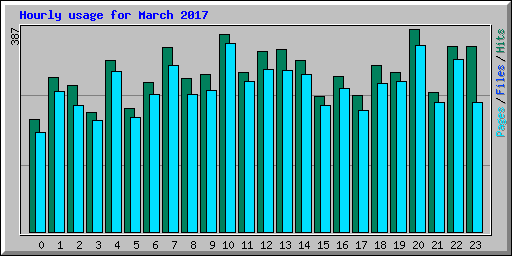 Hourly usage for March 2017
387
Pages/Files/Hits
0 1 2 3 4 5 6 7 8 9 10 11 12 13 14 15 16 17 18 19 20 21 22 23